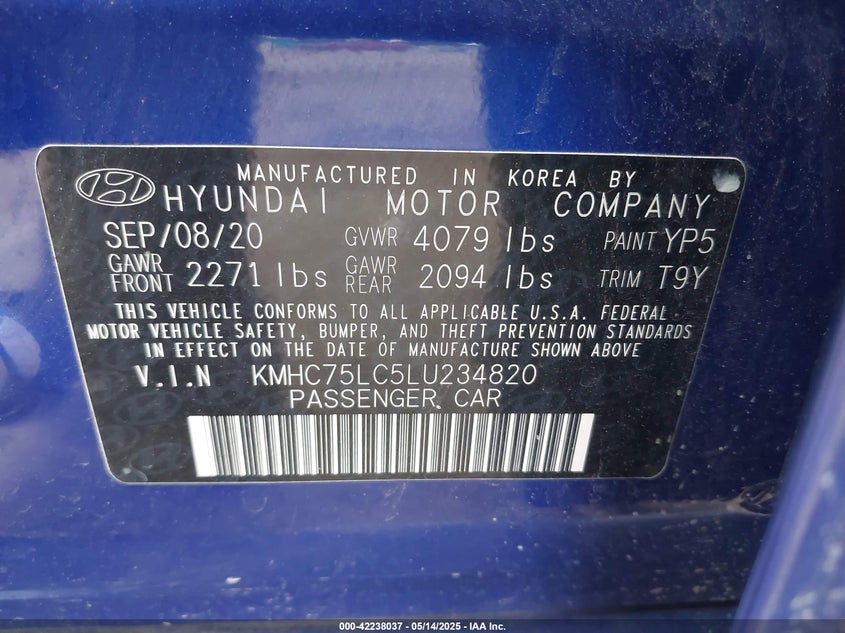 MANUFACTURED IN KOREA BY
HYUNDAI MOTOR COMPANY
SEP/08/20 GVWR 4079 lbs PAINT YP5
GAWR FRONT 2271 lbs GAWR REAR 2094 lbs TRIM T9Y
THIS VEHICLE CONFORMS TO ALL APPLICABLE U.S.A. FEDERAL
MOTOR VEHICLE SAFETY, BUMPER, AND THEFT PREVENTION STANDARDS
IN EFFECT ON THE DATE OF MANUFACTURE SHOWN ABOVE
V.I.N KMHC75LC5LU234820
PASSENGER CAR
000-42238037 - 05/14/2025 - IAA Inc.